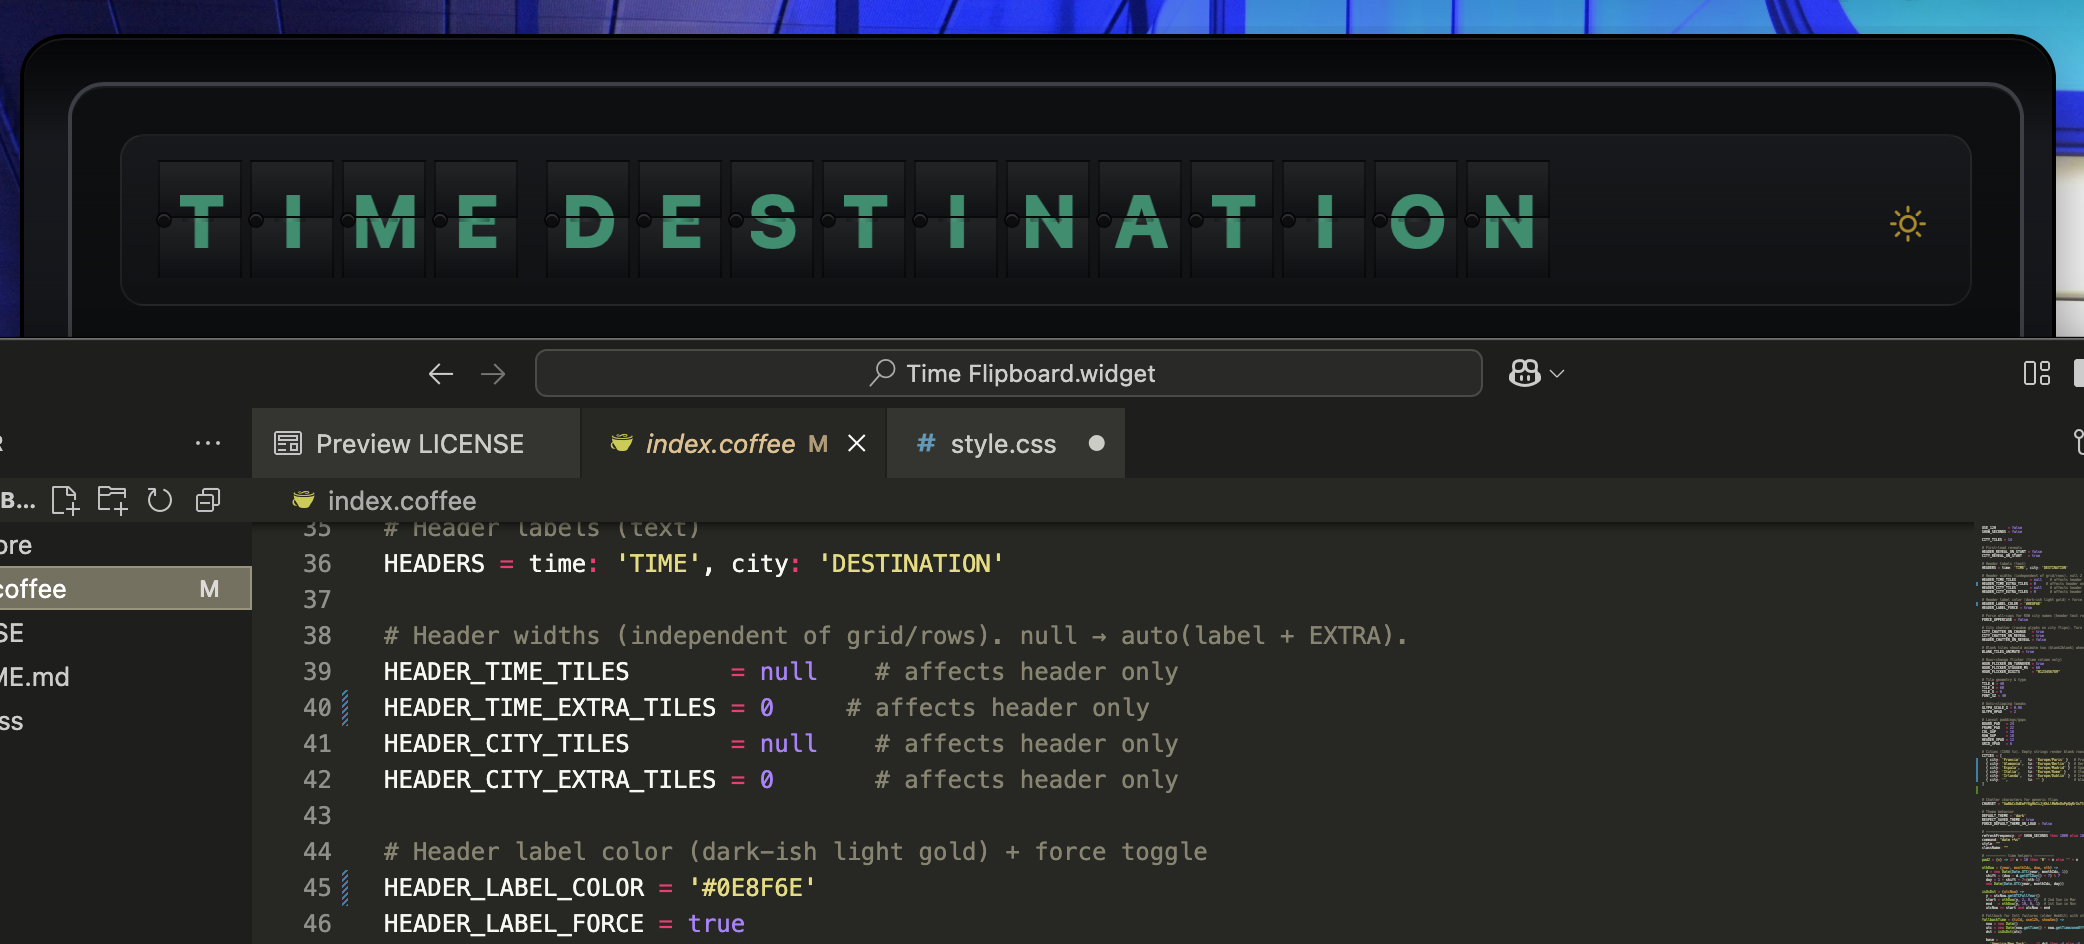 TIME DESTINATION
Time Flipboard.widget
Preview LICENSE
index.coffee M
# style.css
B...
index.coffee
ore
coffee M
SE
ME.md
ss
35 # Header labels (text)
36 HEADERS = time: 'TIME', city: 'DESTINATION'
37
38 # Header widths (independent of grid/rows). null → auto(label + EXTRA).
39 HEADER_TIME_TILES = null # affects header only
40 HEADER_TIME_EXTRA_TILES = 0 # affects header only
41 HEADER_CITY_TILES = null # affects header only
42 HEADER_CITY_EXTRA_TILES = 0 # affects header only
43
44 # Header label color (dark-ish light gold) + force toggle
45 HEADER_LABEL_COLOR = '#0E8F6E'
46 HEADER_LABEL_FORCE = true